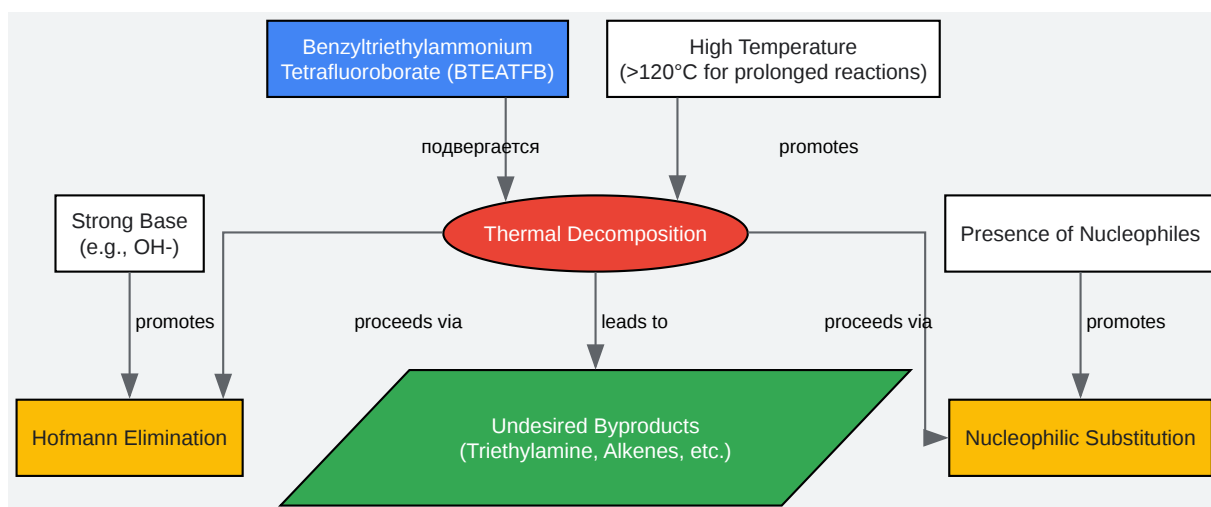 Benzyltriethylammonium
Tetrafluoroborate (BTEATFB)
High Temperature
(>120°C for prolonged reactions)
подвергается
promotes
Strong Base
(e.g., OH-)
Thermal Decomposition
Presence of Nucleophiles
promotes
proceeds via
leads to
proceeds via
promotes
Hofmann Elimination
Undesired Byproducts
(Triethylamine, Alkenes, etc.)
Nucleophilic Substitution